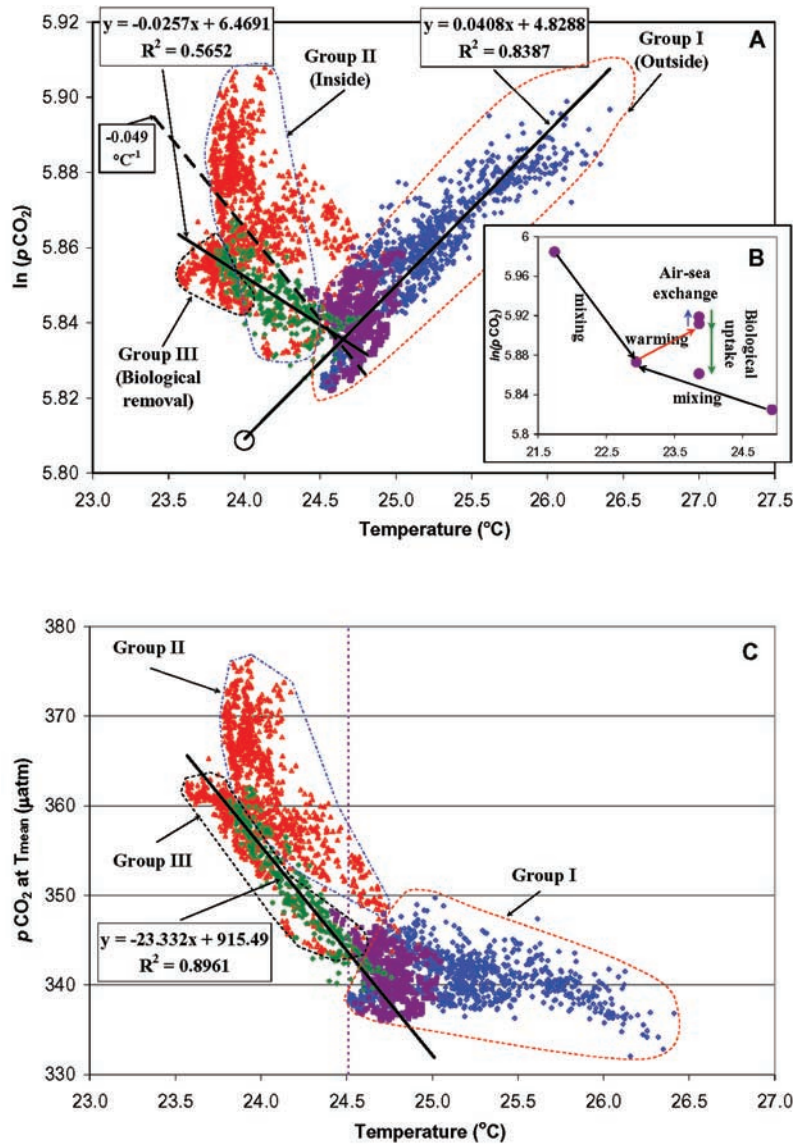 A
y = -0.0257x + 6.4691
R² = 0.5652
y = 0.0408x + 4.8288
R² = 0.8387
Group II
(Inside)
Group I
(Outside)
-0.049
°C⁻¹
Group III
(Biological
removal)
ln (p CO₂)
5.92
5.90
5.88
5.86
5.84
5.82
5.80
23.0 23.5 24.0 24.5 25.0 25.5 26.0 26.5 27.0 27.5
Temperature (°C)
B
ln(p CO₂)
6
5.96
5.92
5.88
5.84
5.8
21.5 22.5 23.5 24.5
mixing
Air-sea
exchange
warming
Biological
uptake
mixing
C
p CO₂ at Tmean (µatm)
380
370
360
350
340
330
Group II
Group III
Group I
y = -23.332x + 915.49
R² = 0.8961
23.0 23.5 24.0 24.5 25.0 25.5 26.0 26.5 27.0
Temperature (°C)